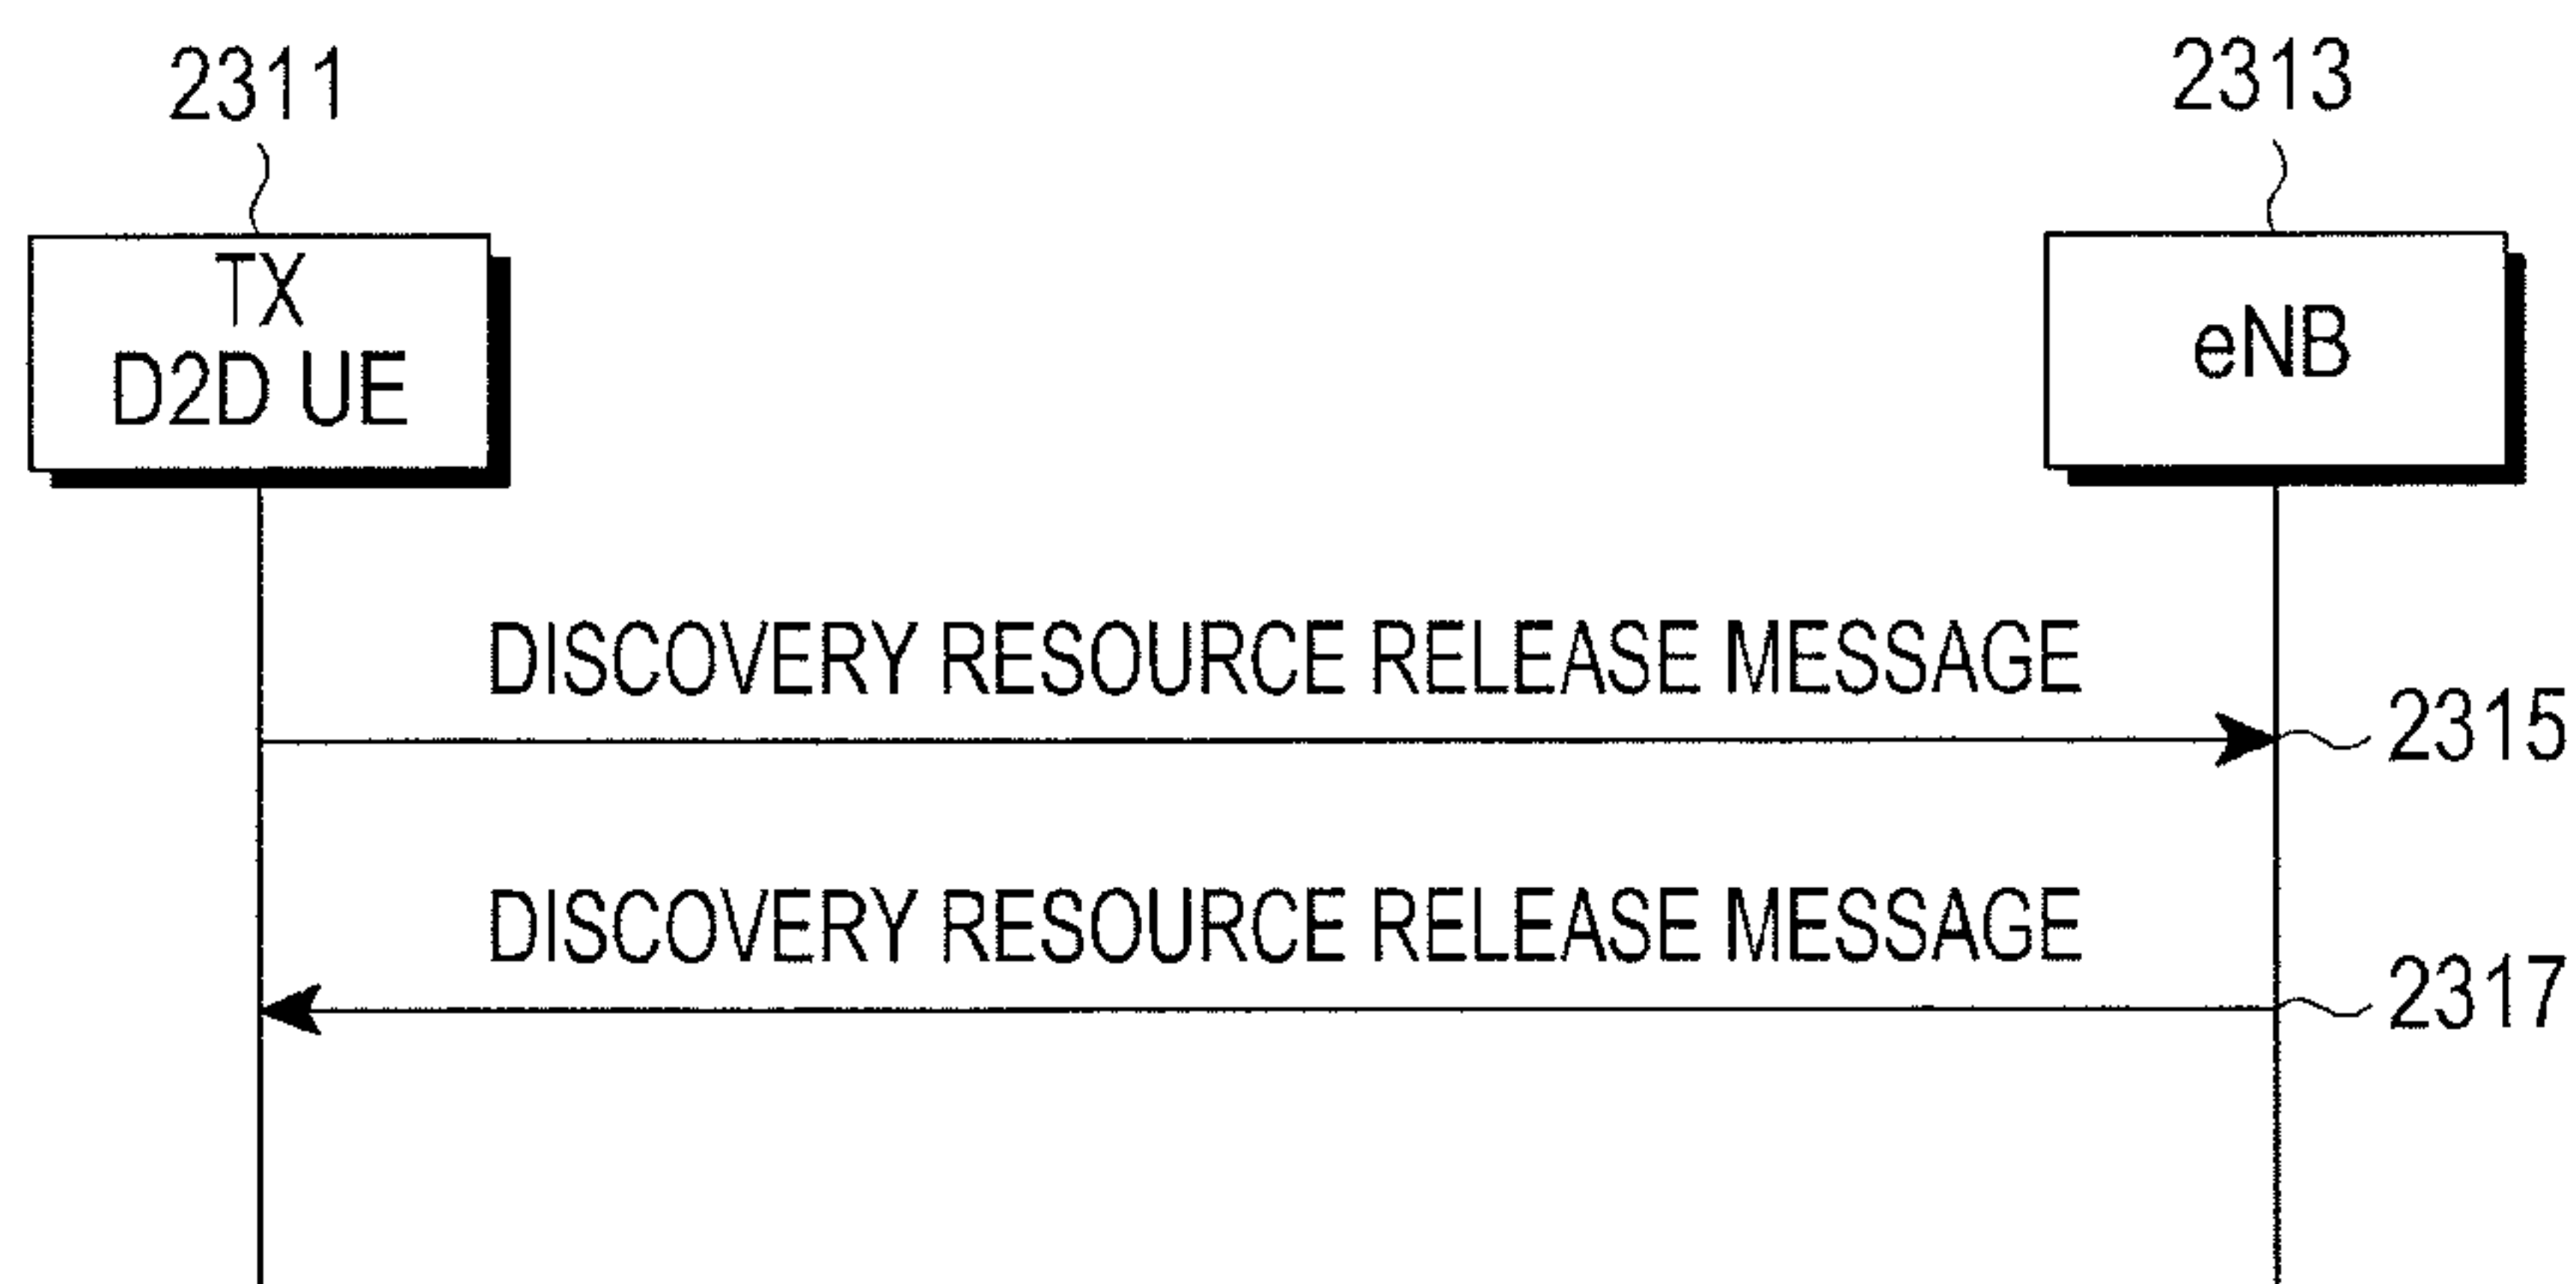 2311
2313
TX
D2D UE
eNB
DISCOVERY RESOURCE RELEASE MESSAGE
2315
DISCOVERY RESOURCE RELEASE MESSAGE
2317